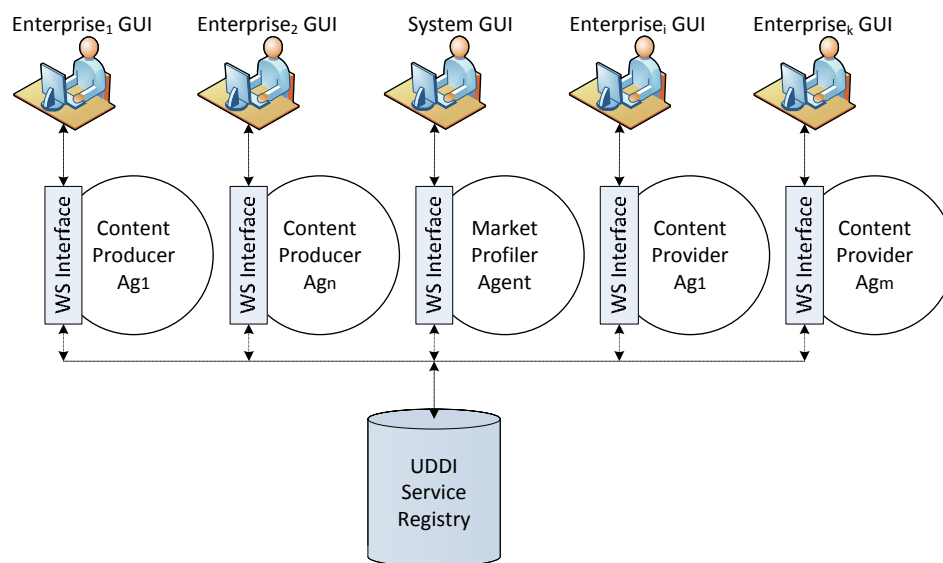 Enterprise₁ GUI
Enterprise₂ GUI
System GUI
Enterpriseᵢ GUI
Enterpriseₖ GUI
WS Interface
Content
Producer
Ag1
WS Interface
Content
Producer
Agn
WS Interface
Market
Profiler
Agent
WS Interface
Content
Provider
Ag1
WS Interface
Content
Provider
Agm
UDDI
Service
Registry